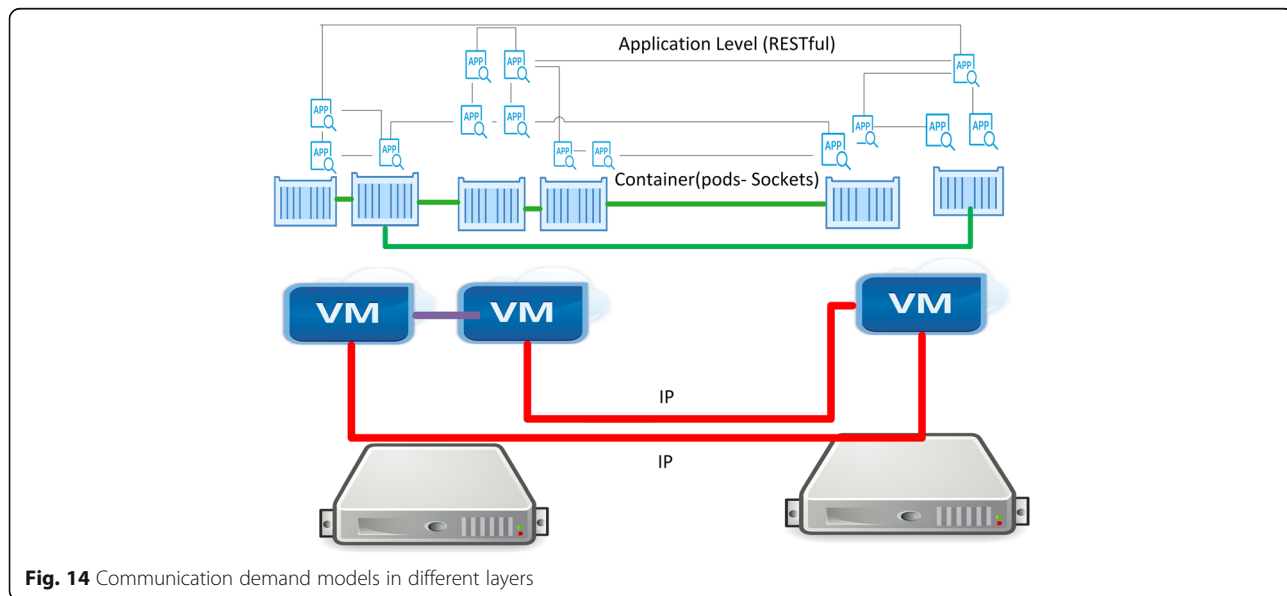 Application Level (RESTful)
APP
APP
APP
APP
APP
APP
APP
APP
APP
APP
APP
APP
APP
APP
Container(pods- Sockets)
VM
VM
VM
IP
IP
Fig. 14 Communication demand models in different layers